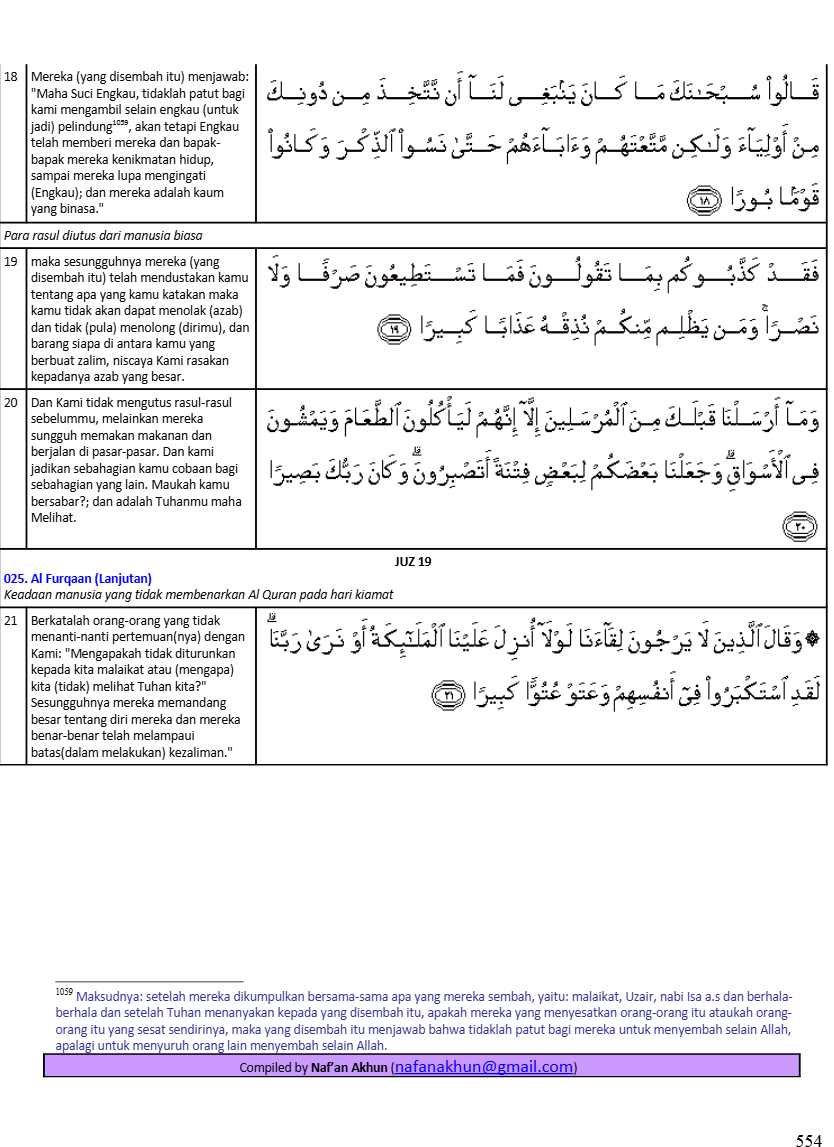 18
Mereka (yang disembah itu) menjawab:
"Maha Suci Engkau, tidaklah patut bagi
kami mengambil selain engkau (untuk
jadi) pelindung1059, akan tetapi Engkau
telah memberi mereka dan bapak-
bapak mereka kenikmatan hidup,
sampai mereka lupa mengingati
(Engkau); dan mereka adalah kaum
yang binasa."
قَالُوا۟ سُبْحَـٰنَكَ مَا كَانَ يَنۢبَغِى لَنَآ أَن نَّتَّخِذَ مِن دُونِكَ
مِنْ أَوْلِيَآءَ وَلَـٰكِن مَّتَّعْتَهُمْ وَءَابَآءَهُمْ حَتَّىٰ نَسُوا۟ ٱلذِّكْرَ وَكَانُوا۟
قَوْمًۢا بُورًا ١٨
Para rasul diutus dari manusia biasa
19
maka sesungguhnya mereka (yang
disembah itu) telah mendustakan kamu
tentang apa yang kamu katakan maka
kamu tidak akan dapat menolak (azab)
dan tidak (pula) menolong (dirimu), dan
barang siapa di antara kamu yang
berbuat zalim, niscaya Kami rasakan
kepadanya azab yang besar.
فَقَدْ كَذَّبُوكُم بِمَا تَقُولُونَ فَمَا تَسْتَطِيعُونَ صَرْفًا وَلَا
نَصْرًا ۚ وَمَن يَظْلِم مِّنكُمْ نُذِقْهُ عَذَابًا كَبِيرًا ١٩
20
Dan Kami tidak mengutus rasul-rasul
sebelummu, melainkan mereka
sungguh memakan makanan dan
berjalan di pasar-pasar. Dan kami
jadikan sebahagian kamu cobaan bagi
sebahagian yang lain. Maukah kamu
bersabar?; dan adalah Tuhanmu maha
Melihat.
وَمَآ أَرْسَلْنَا قَبْلَكَ مِنَ ٱلْمُرْسَلِينَ إِلَّآ إِنَّهُمْ لَيَأْكُلُونَ ٱلطَّعَامَ وَيَمْشُونَ
فِى ٱلْأَسْوَاقِ ۗ وَجَعَلْنَا بَعْضَكُمْ لِبَعْضٍ فِتْنَةً أَتَصْبِرُونَ ۗ وَكَانَ رَبُّكَ بَصِيرًا
٢٠
JUZ 19
025. Al Furqaan (Lanjutan)
Keadaan manusia yang tidak membenarkan Al Quran pada hari kiamat
21
Berkatalah orang-orang yang tidak
menanti-nanti pertemuan(nya) dengan
Kami: "Mengapakah tidak diturunkan
kepada kita malaikat atau (mengapa)
kita (tidak) melihat Tuhan kita?"
Sesungguhnya mereka memandang
besar tentang diri mereka dan mereka
benar-benar telah melampaui
batas(dalam melakukan) kezaliman."
۞ وَقَالَ ٱلَّذِينَ لَا يَرْجُونَ لِقَآءَنَا لَوْلَآ أُنزِلَ عَلَيْنَا ٱلْمَلَـٰٓئِكَةُ أَوْ نَرَىٰ رَبَّنَا ۗ
لَقَدِ ٱسْتَكْبَرُوا۟ فِىٓ أَنفُسِهِمْ وَعَتَوْ عُتُوًّا كَبِيرًا ٢١
1059 Maksudnya: setelah mereka dikumpulkan bersama-sama apa yang mereka sembah, yaitu: malaikat, Uzair, nabi Isa a.s dan berhala-
berhala dan setelah Tuhan menanyakan kepada yang disembah itu, apakah mereka yang menyesatkan orang-orang itu ataukah orang-
orang itu yang sesat sendirinya, maka yang disembah itu menjawab bahwa tidaklah patut bagi mereka untuk menyembah selain Allah,
apalagi untuk menyuruh orang lain menyembah selain Allah.
Compiled by Naf'an Akhun (nafanakhun@gmail.com)
554